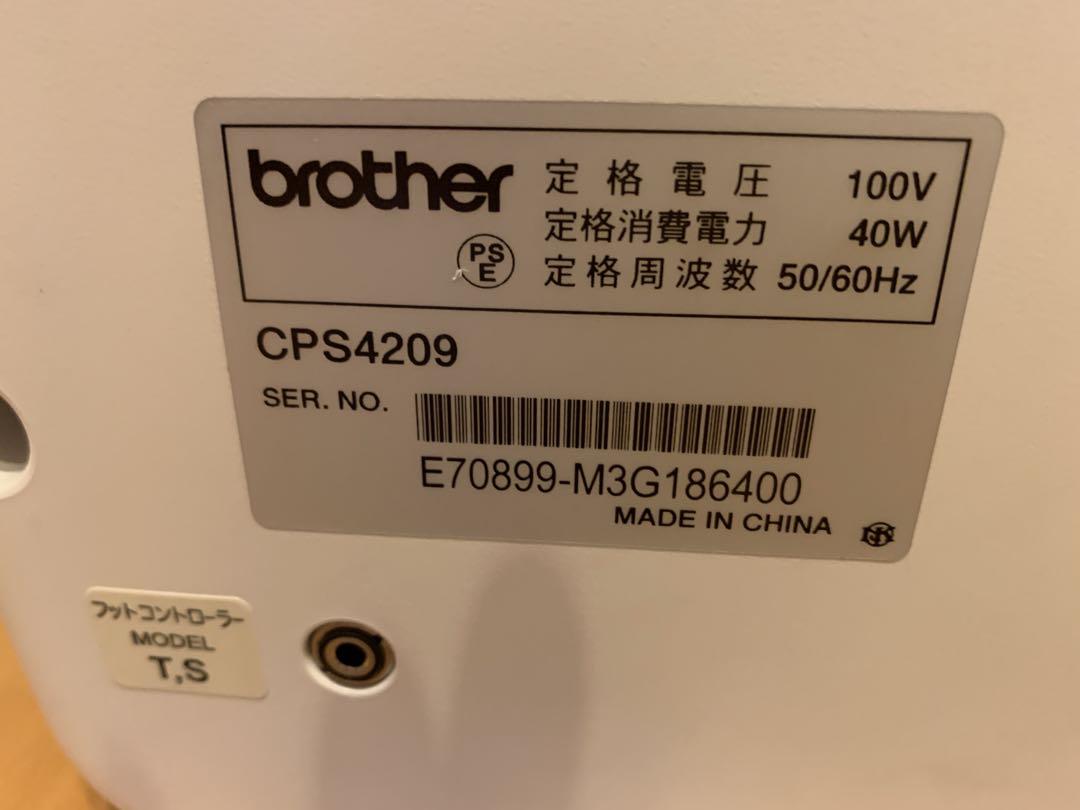 brother
定格電圧 100V
定格消費電力 40W
PS
E
定格周波数 50/60Hz
CPS4209
SER. NO.
E70899-M3G186400
MADE IN CHINA
フットコントローラー
MODEL
T,S